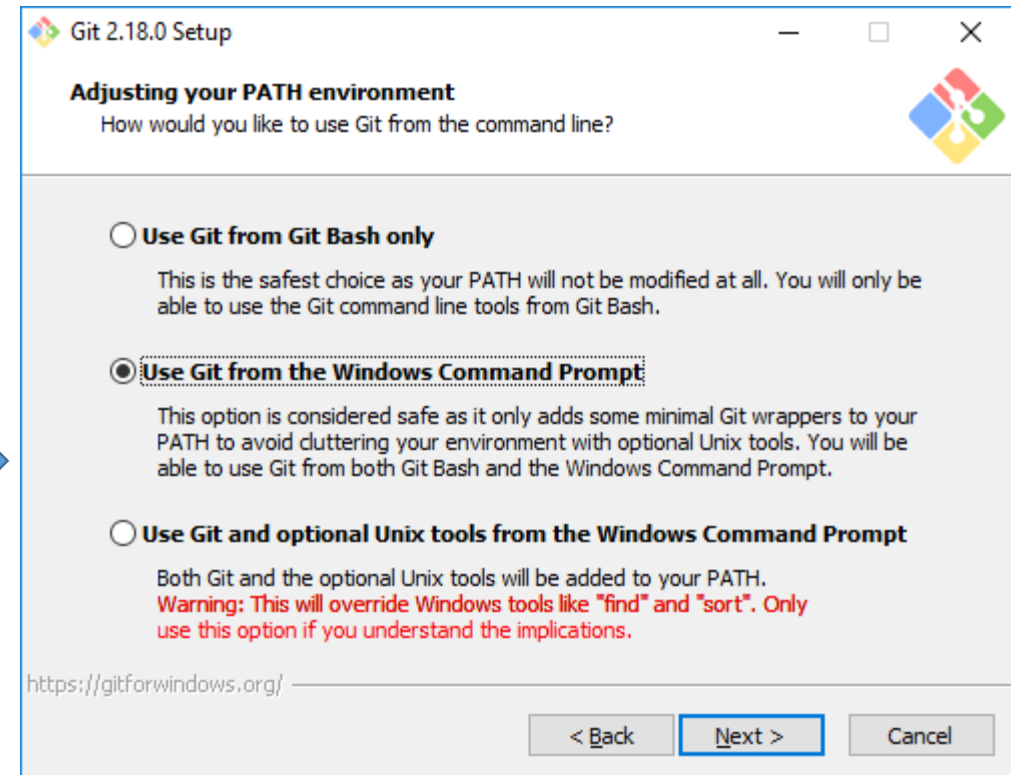 Git 2.18.0 Setup
Adjusting your PATH environment
How would you like to use Git from the command line?
Use Git from Git Bash only
This is the safest choice as your PATH will not be modified at all. You will only be
able to use the Git command line tools from Git Bash.
Use Git from the Windows Command Prompt
This option is considered safe as it only adds some minimal Git wrappers to your
PATH to avoid cluttering your environment with optional Unix tools. You will be
able to use Git from both Git Bash and the Windows Command Prompt.
Use Git and optional Unix tools from the Windows Command Prompt
Both Git and the optional Unix tools will be added to your PATH.
Warning: This will override Windows tools like "find" and "sort". Only
use this option if you understand the implications.
https://gitforwindows.org/
< Back Next > Cancel